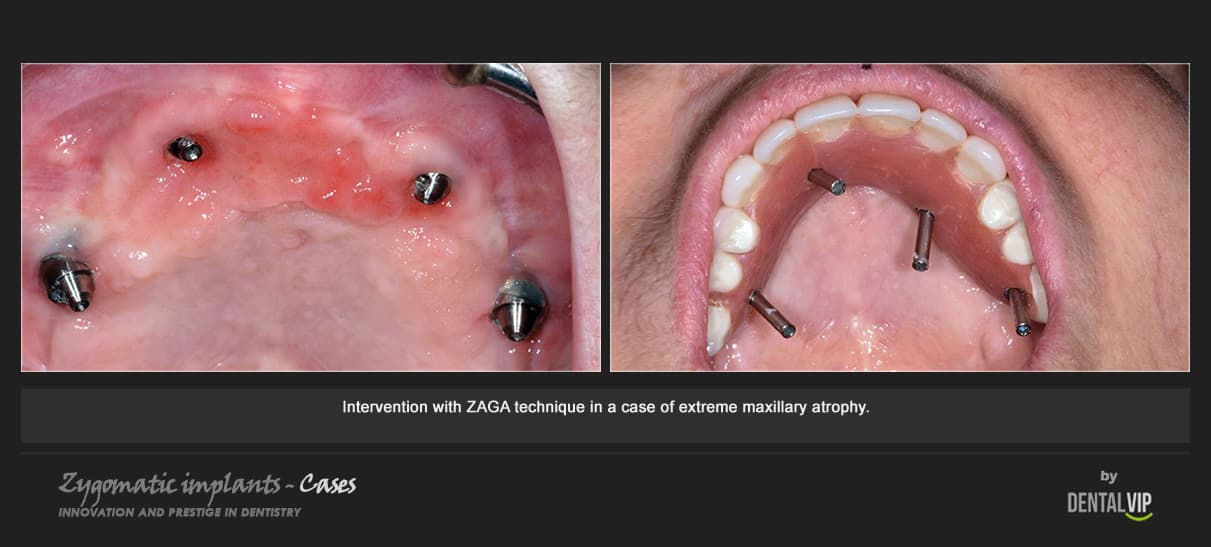 Intervention with ZAGA technique in a case of extreme maxillary atrophy.
Zygomatic implants - Cases
INNOVATION AND PRESTIGE IN DENTISTRY
by
DENTALVIP